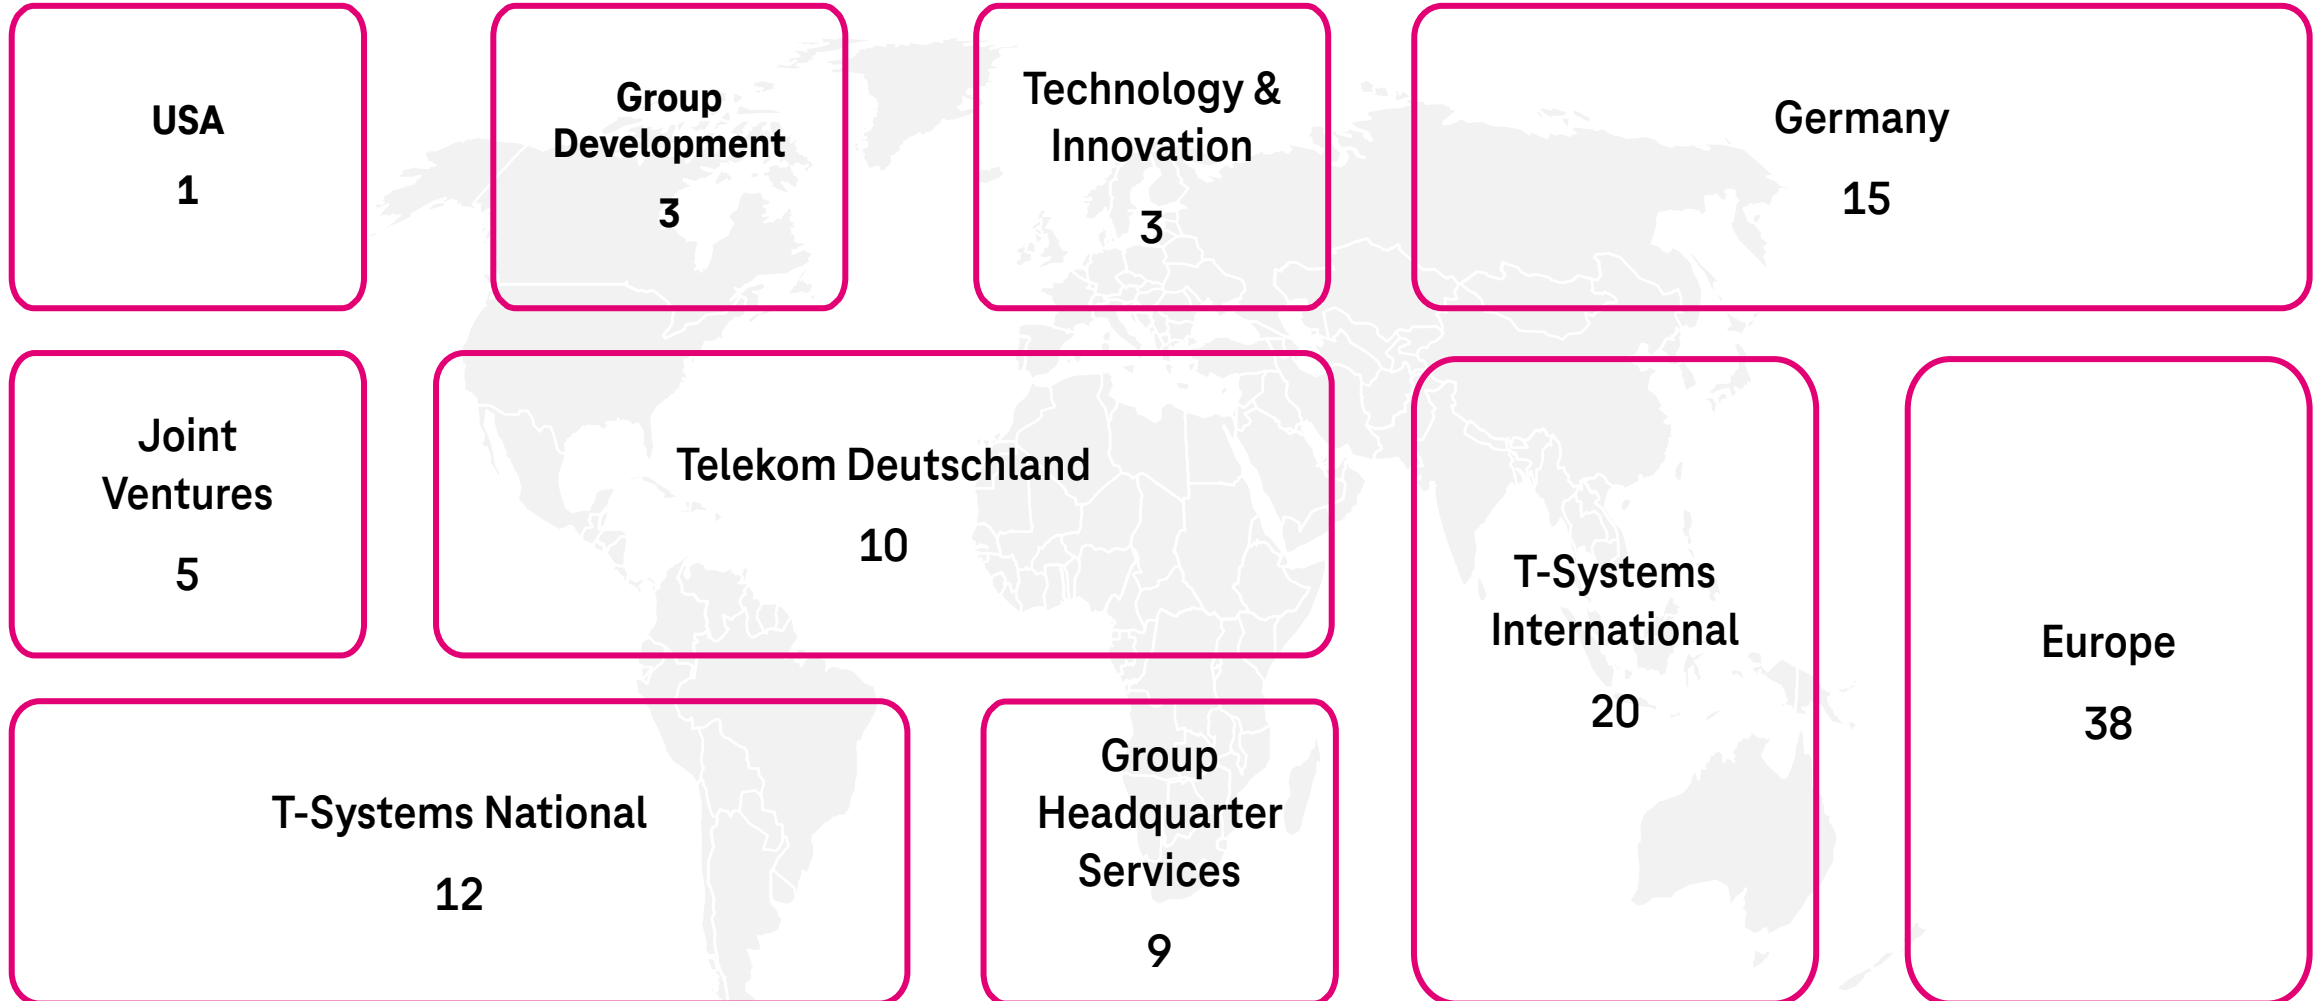 USA
1
Group
Development
3
Technology &
Innovation
3
Germany
15
Joint
Ventures
5
Telekom Deutschland
10
T-Systems
International
20
Europe
38
T-Systems National
12
Group
Headquarter
Services
9